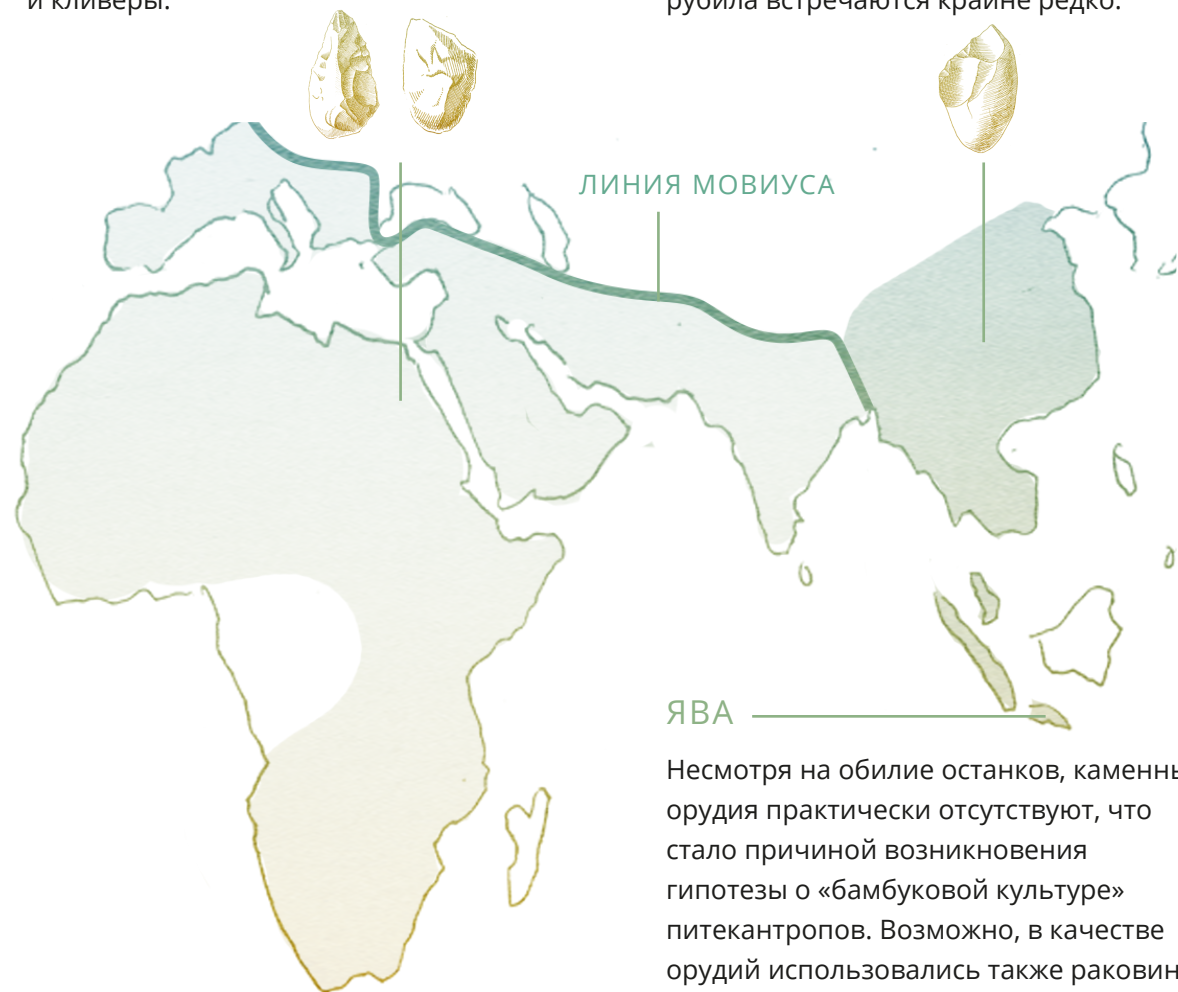 и кливеры.
рубила встречаются крайне редко.
ЛИНИЯ МОВИУСА
ЯВА
Несмотря на обилие останков, каменны
орудия практически отсутствуют, что
стало причиной возникновения
гипотезы о «бамбуковой культуре»
питекантропов. Возможно, в качестве
орудий использовались также раковин